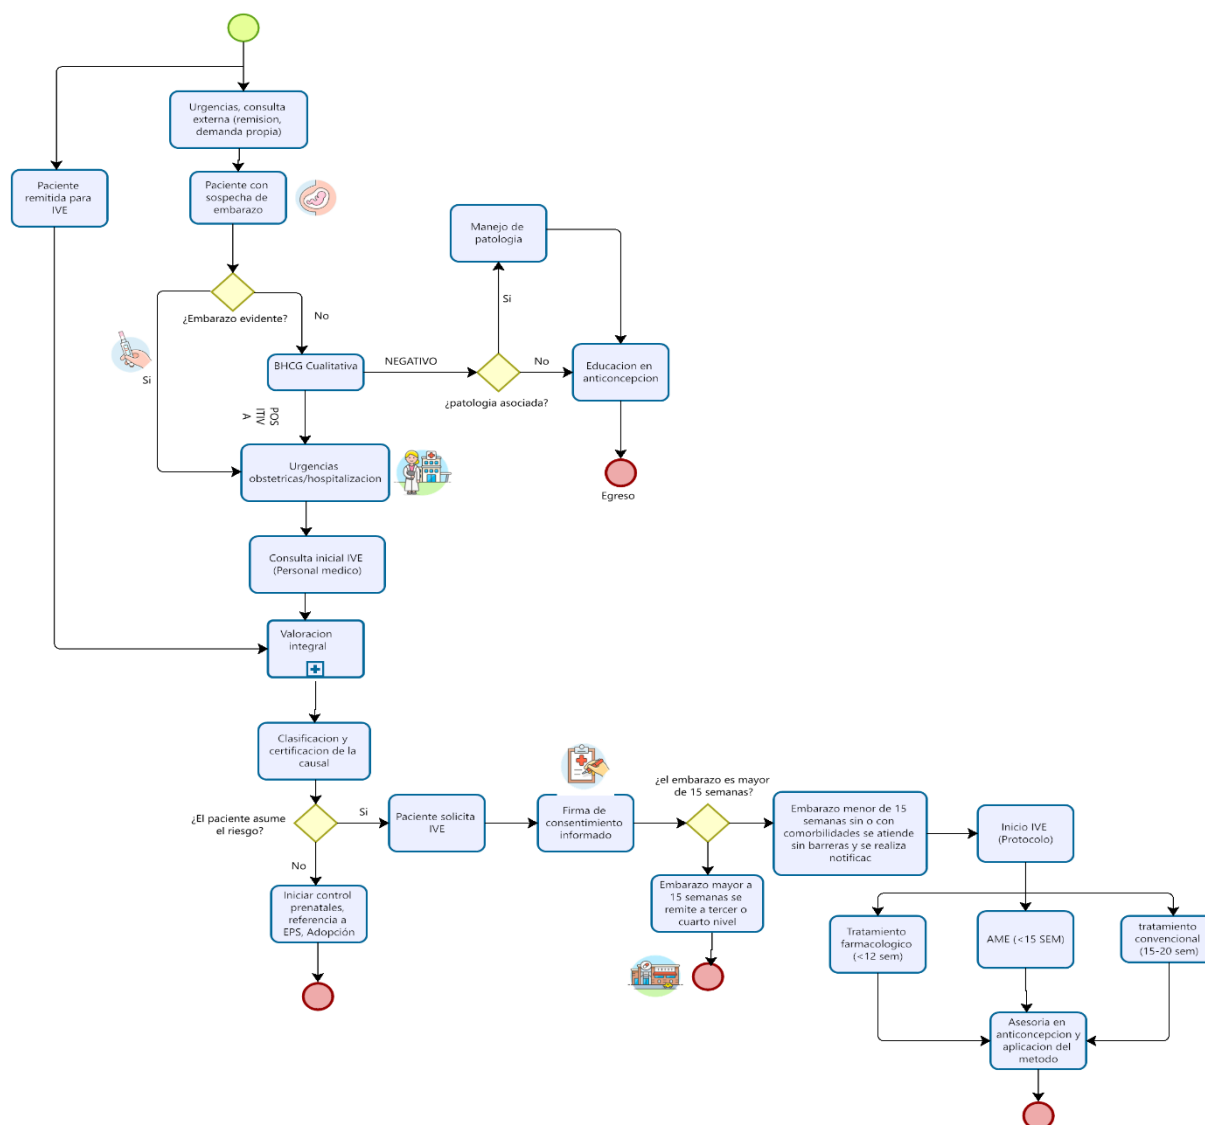 Urgencias, consulta
externa (remision,
demanda propia)
Paciente
remitida para
IVE
Paciente con
sospecha de
embarazo
Manejo de
patologia
¿Embarazo evidente?
No
Si
Si
BHCG Cualitativa
NEGATIVO
No
Educacion en
anticoncepcion
¿patologia asociada?
POS
ITIV
A
Urgencias
obstetricas/hospitalizacion
Egreso
Consulta inicial IVE
(Personal medico)
Valoracion
integral
Clasificacion y
certificacion de la
causal
¿El paciente asume
el riesgo?
Si
No
Paciente solicita
IVE
Firma de
consentimiento
informado
¿el embarazo es mayor
de 15 semanas?
Embarazo menor de 15
semanas sin o con
comorbilidades se atiende
sin barreras y se realiza
notificac
Inicio IVE
(Protocolo)
Iniciar control
prenatales,
referencia a
EPS, Adopción
Embarazo mayor a
15 semanas se
remite a tercer o
cuarto nivel
Tratamiento
farmacologico
(<12 sem)
AME (<15 SEM)
tratamiento
convencional
(15-20 sem)
Asesoria en
anticoncepcion y
aplicacion del
metodo